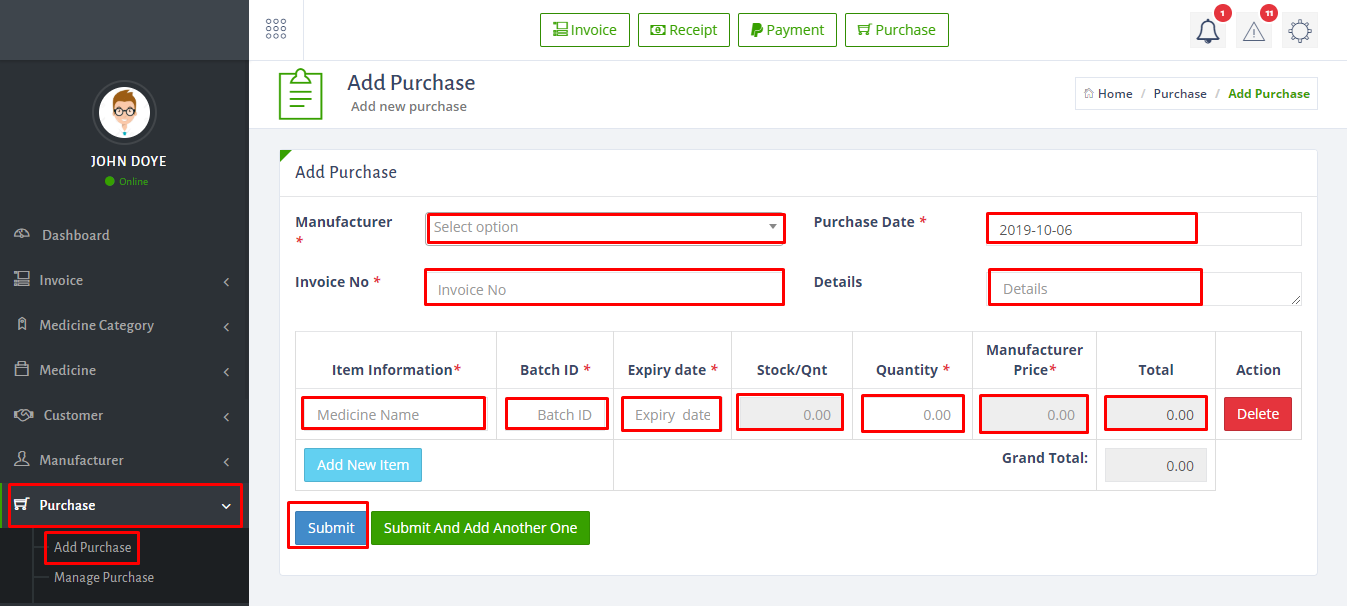 Invoice
Receipt
Payment
Purchase
1
11
JOHN DOYE
Online
Dashboard
Invoice
Medicine Category
Medicine
Customer
Manufacturer
Purchase
Add Purchase
Manage Purchase
Add Purchase
Add new purchase
Home / Purchase / Add Purchase
Add Purchase
Manufacturer *
Select option
Purchase Date *
2019-10-06
Invoice No *
Invoice No
Details
Details
Item Information* Batch ID * Expiry date * Stock/Qnt Quantity * Manufacturer Price* Total Action
Medicine Name Batch ID Expiry date 0.00 0.00 0.00 0.00 Delete
Add New Item Grand Total: 0.00
Submit Submit And Add Another One